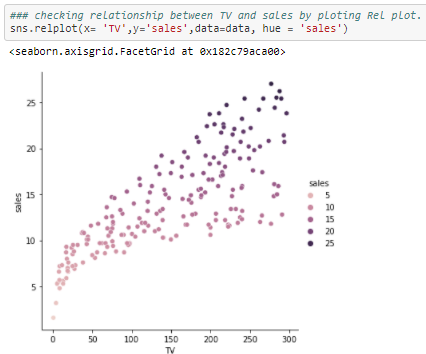 ### checking relationship between TV and sales by ploting Rel plot.
sns.relplot(x= 'TV',y='sales',data=data, hue = 'sales')
<seaborn.axisgrid.FacetGrid at 0x182c79aca00>
25
20
15
10
5
sales
0 50 100 150 200 250 300
TV
sales
5
10
15
20
25